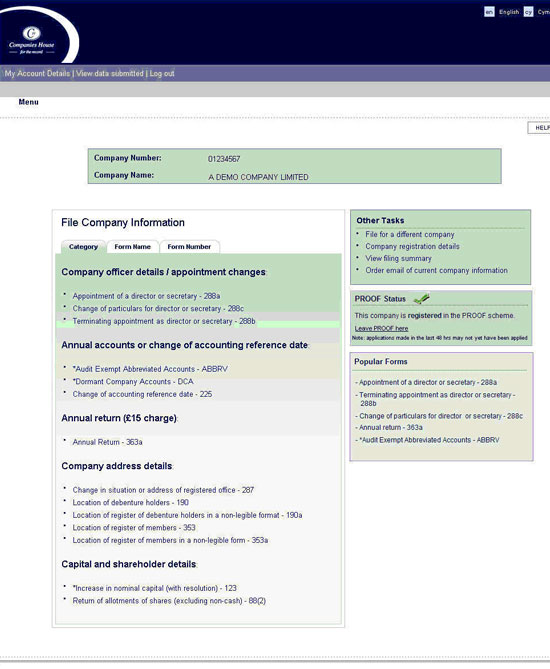 en English cy Cym
Companies House
for the record
My Account Details | View data submitted | Log out
Menu
HELP
Company Number: 01234567
Company Name: A DEMO COMPANY LIMITED
File Company Information
Category Form Name Form Number
Company officer details / appointment changes:
• Appointment of a director or secretary - 288a
• Change of particulars for director or secretary - 288c
• Terminating appointment as director or secretary - 288b
Annual accounts or change of accounting reference date:
• *Audit Exempt Abbreviated Accounts - ABBRV
• *Dormant Company Accounts - DCA
• Change of accounting reference date - 225
Annual return (£15 charge):
• Annual Return - 363a
Company address details:
• Change in situation or address of registered office - 287
• Location of debenture holders - 190
• Location of register of debenture holders in a non-legible format - 190a
• Location of register of members - 353
• Location of register of members in a non-legible form - 353a
Capital and shareholder details:
• *Increase in nominal capital (with resolution) - 123
• Return of allotments of shares (excluding non-cash) - 88(2)
Other Tasks
• File for a different company
• Company registration details
• View filing summary
• Order email of current company information
PROOF Status
This company is registered in the PROOF scheme.
Leave PROOF here
Note: applications made in the last 48 hrs may not yet have been applied
Popular Forms
- Appointment of a director or secretary - 288a
- Terminating appointment as director or secretary -
288b
- Change of particulars for director or secretary - 288c
- Annual return - 363a
- *Audit Exempt Abbreviated Accounts - ABBRV